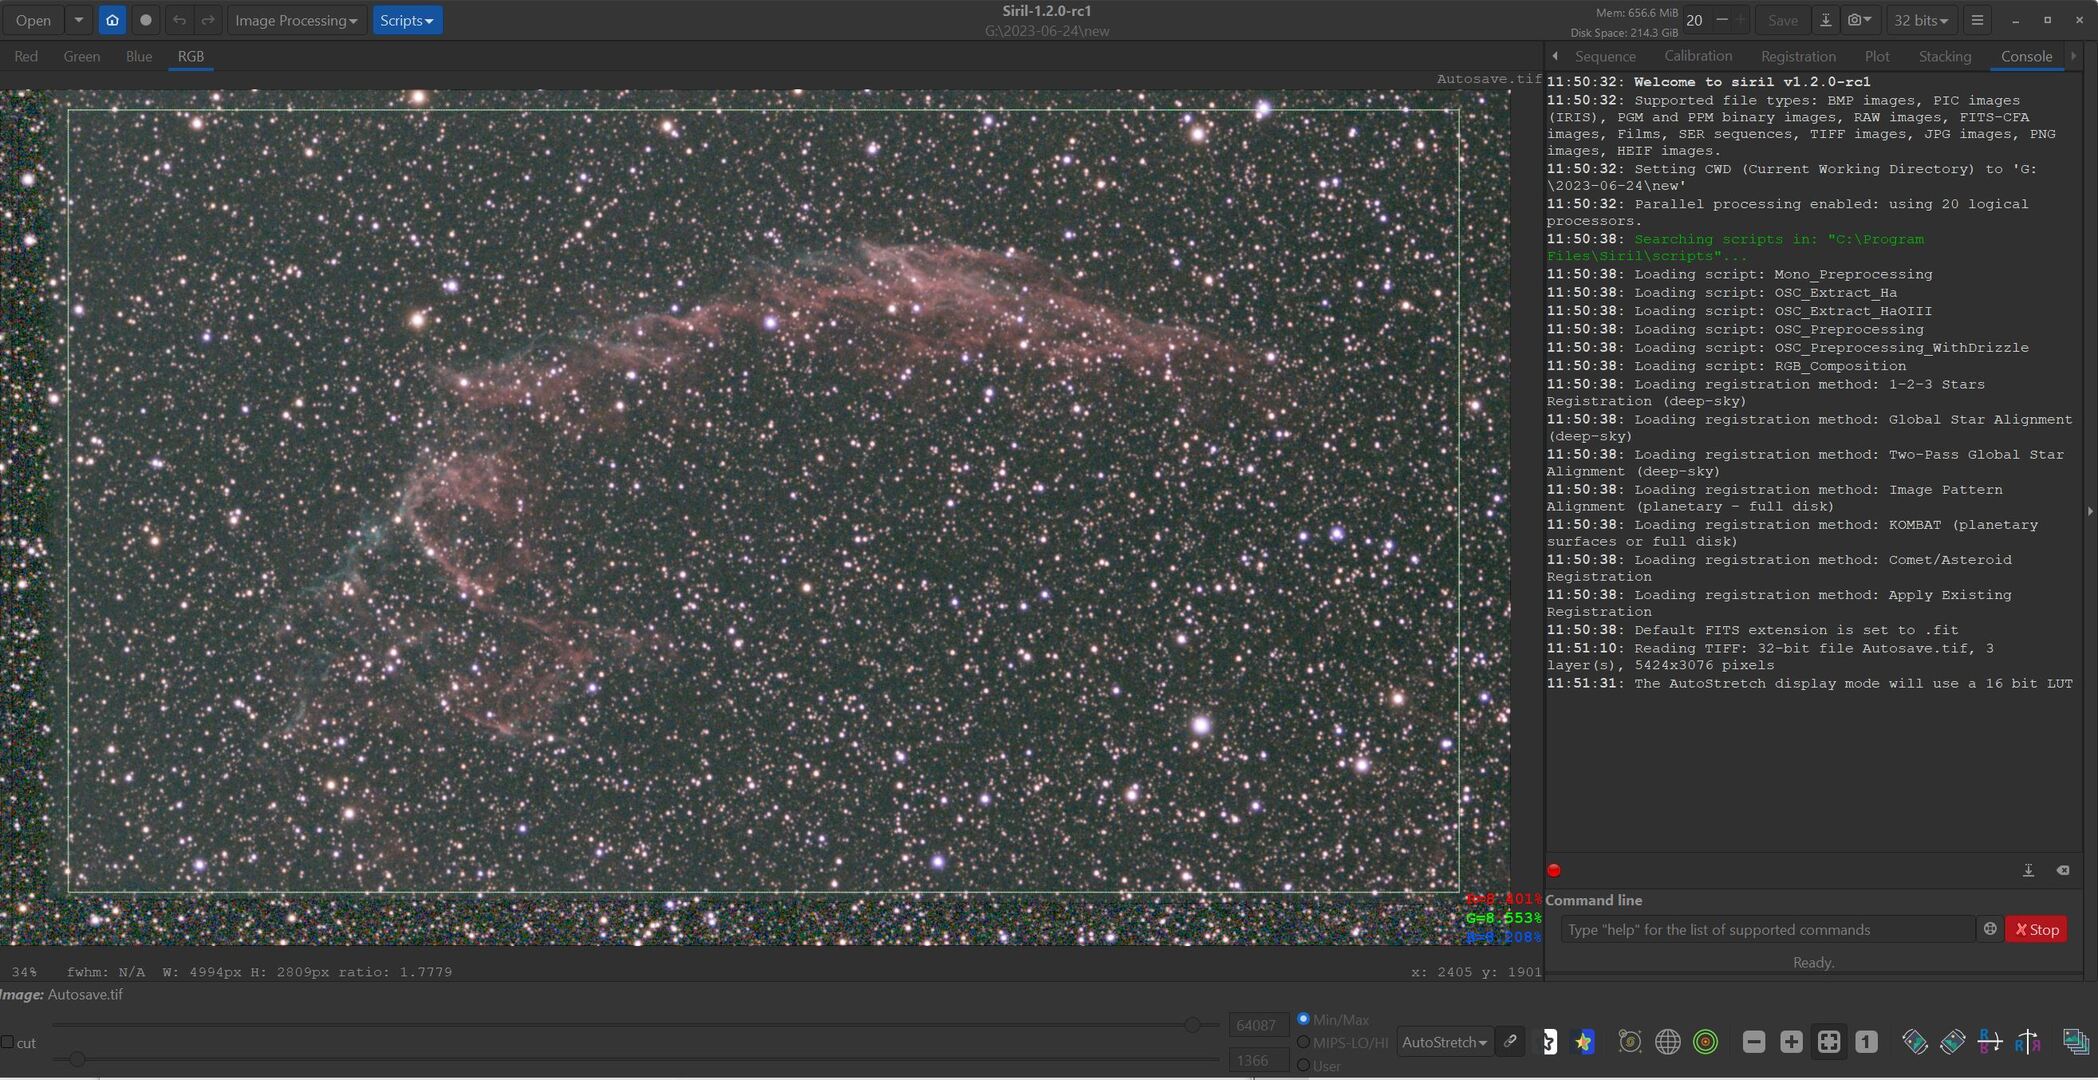 Open
Image Processing
Scripts
Siril-1.2.0-rc1
G:\2023-06-24\new
Mem: 656.6 MiB
Disk Space: 214.3 GiB
20
Save
32 bits
Red Green Blue RGB
Sequence Calibration Registration Plot Stacking Console
Autosave.tif
11:50:32: Welcome to siril v1.2.0-rc1
11:50:32: Supported file types: BMP images, PIC images
(IRIS), PGM and PPM binary images, RAW images, FITS-CFA
images, Films, SER sequences, TIFF images, JPG images, PNG
images, HEIF images.
11:50:32: Setting CWD (Current Working Directory) to 'G:
\2023-06-24\new'
11:50:32: Parallel processing enabled: using 20 logical
processors.
11:50:38: Searching scripts in: "C:\Program
Files\Siril\scripts"...
11:50:38: Loading script: Mono_Preprocessing
11:50:38: Loading script: OSC_Extract_Ha
11:50:38: Loading script: OSC_Extract_HaOIII
11:50:38: Loading script: OSC_Preprocessing
11:50:38: Loading script: OSC_Preprocessing_WithDrizzle
11:50:38: Loading script: RGB_Composition
11:50:38: Loading registration method: 1-2-3 Stars
Registration (deep-sky)
11:50:38: Loading registration method: Global Star Alignment
(deep-sky)
11:50:38: Loading registration method: Two-Pass Global Star
Alignment (deep-sky)
11:50:38: Loading registration method: Image Pattern
Alignment (planetary - full disk)
11:50:38: Loading registration method: KOMBAT (planetary
surfaces or full disk)
11:50:38: Loading registration method: Comet/Asteroid
Registration
11:50:38: Loading registration method: Apply Existing
Registration
11:50:38: Default FITS extension is set to .fit
11:51:10: Reading TIFF: 32-bit file Autosave.tif, 3
layer(s), 5424x3076 pixels
11:51:31: The AutoStretch display mode will use a 16 bit LUT
G=8.553%
Command line
Type "help" for the list of supported commands
Stop
Ready.
34% fwhm: N/A W: 4994px H: 2809px ratio: 1.7779
x: 2405 y: 1901
Image: Autosave.tif
cut
64087
1366
Min/Max
MIPS-LO/HI
User
AutoStretch
1